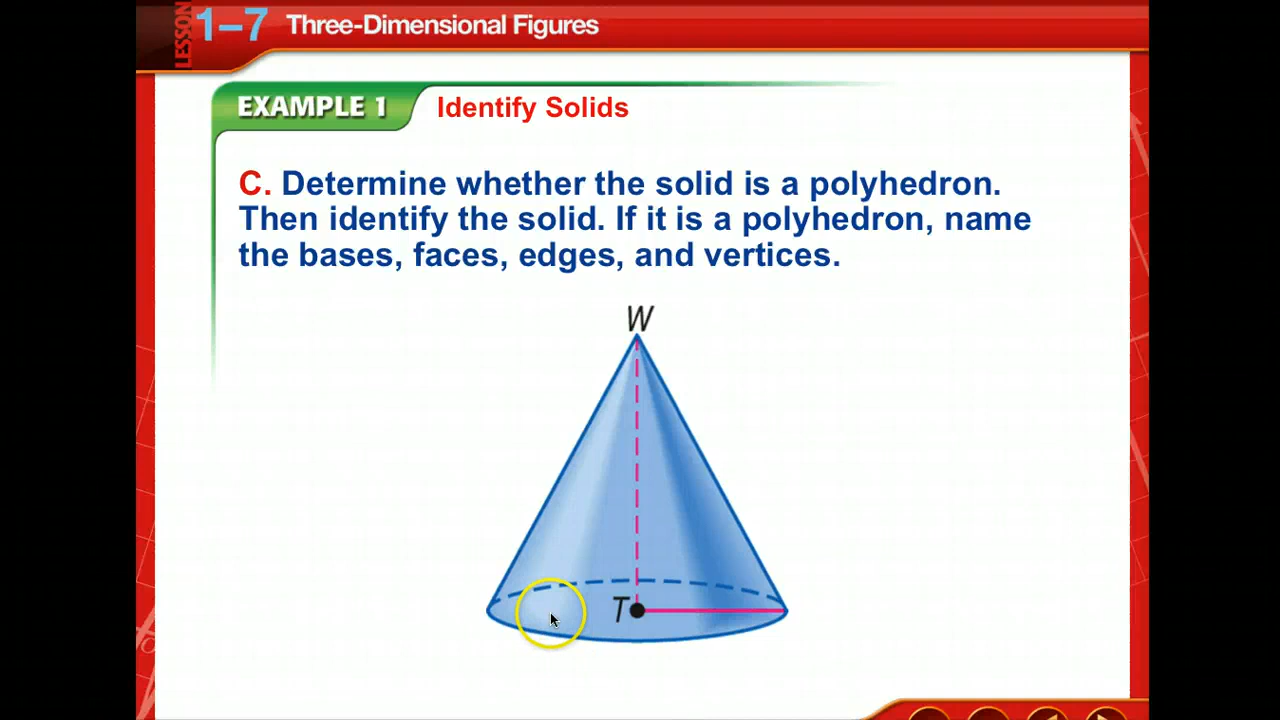 LESSON 1–7 Three-Dimensional Figures
EXAMPLE 1 Identify Solids
C. Determine whether the solid is a polyhedron.
Then identify the solid. If it is a polyhedron, name
the bases, faces, edges, and vertices.
W
T